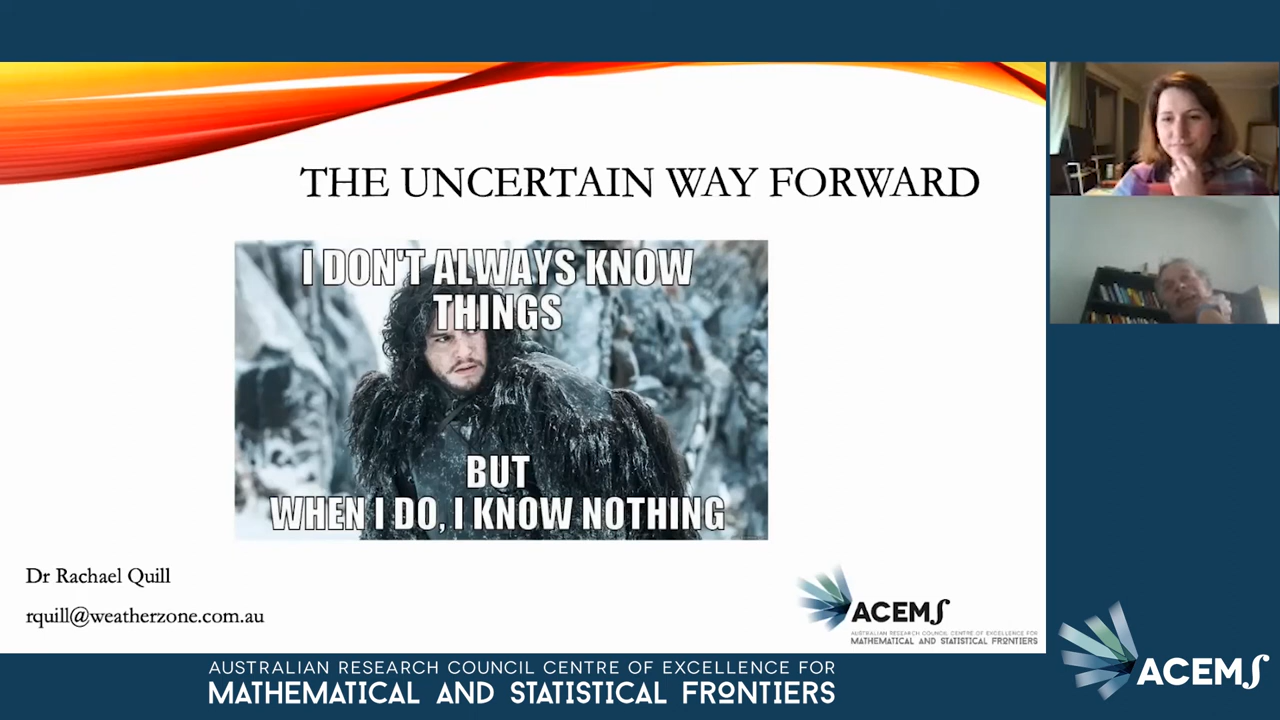 THE UNCERTAIN WAY FORWARD
I DON'T ALWAYS KNOW
THINGS
BUT
WHEN I DO, I KNOW NOTHING
Dr Rachael Quill
rquill@weatherzone.com.au
ACEMS
AUSTRALIAN RESEARCH COUNCIL CENTRE OF EXCELLENCE FOR
MATHEMATICAL AND STATISTICAL FRONTIERS
AUSTRALIAN RESEARCH COUNCIL CENTRE OF EXCELLENCE FOR
MATHEMATICAL AND STATISTICAL FRONTIERS
ACEMS